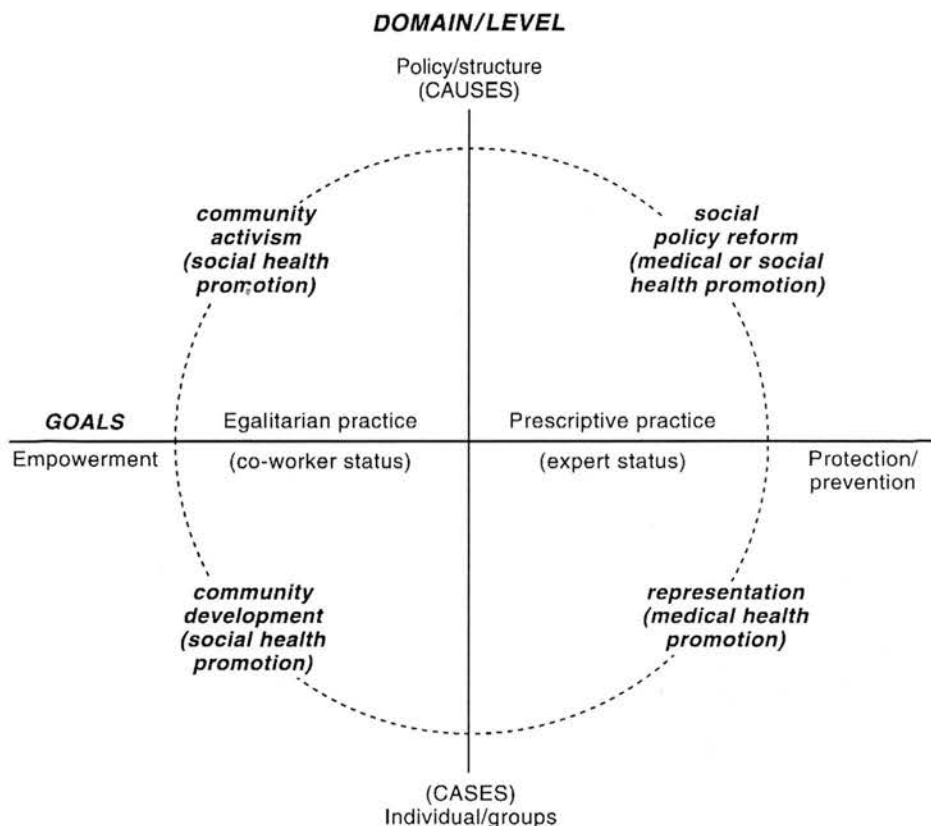 DOMAIN/LEVEL
Policy/structure
(CAUSES)
community
activism
(social health
promotion)
social
policy reform
(medical or social
health promotion)
GOALS
Egalitarian practice
Prescriptive practice
Empowerment
(co-worker status)
(expert status)
Protection/
prevention
community
development
(social health
promotion)
representation
(medical health
promotion)
(CASES)
Individual/groups